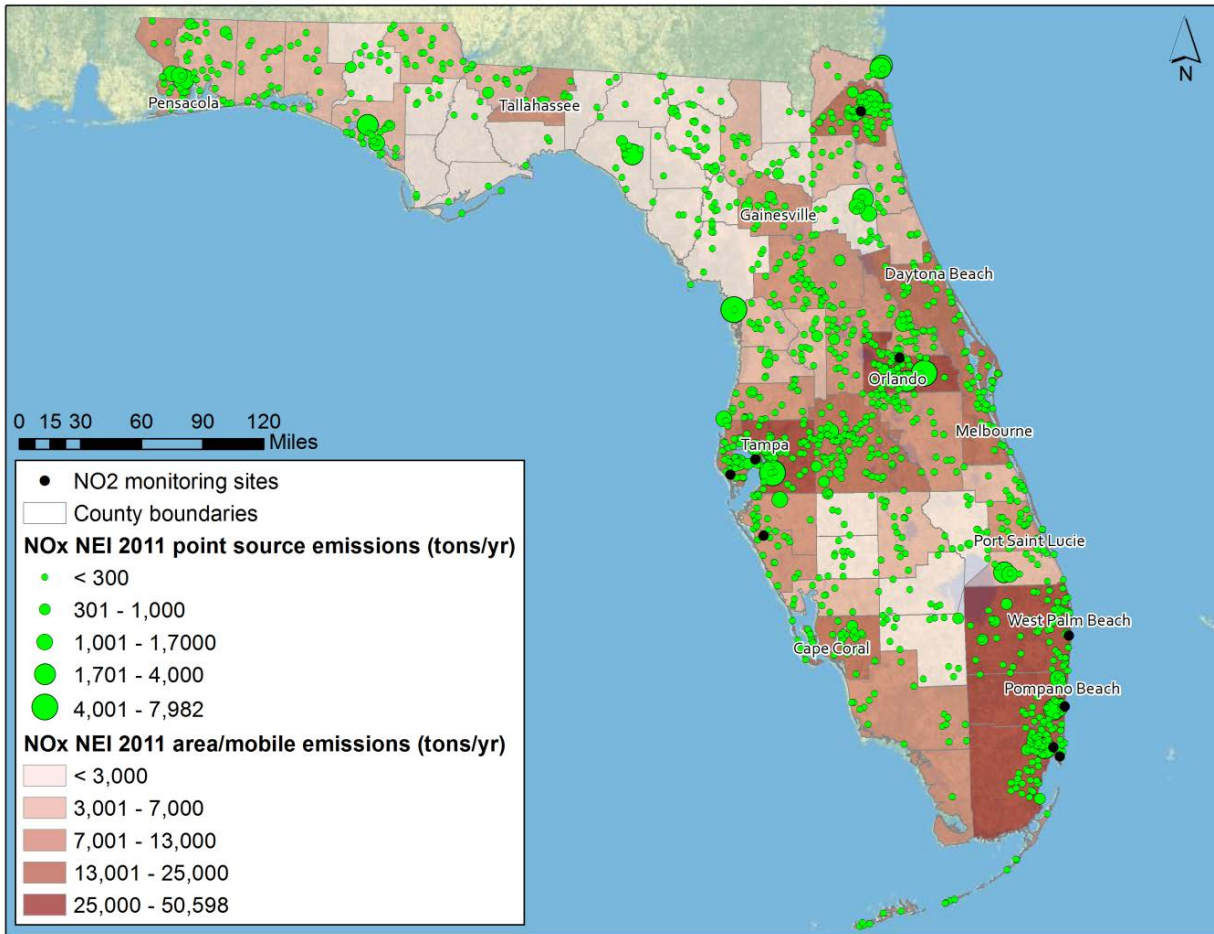 N
Pensacola
Tallahassee
Gainesville
Daytona Beach
Orlando
Melbourne
Tampa
Port Saint Lucie
West Palm Beach
Cape Coral
Pompano Beach
0 15 30 60 90 120
Miles
NO2 monitoring sites
County boundaries
NOx NEI 2011 point source emissions (tons/yr)
< 300
301 - 1,000
1,001 - 1,7000
1,701 - 4,000
4,001 - 7,982
NOx NEI 2011 area/mobile emissions (tons/yr)
< 3,000
3,001 - 7,000
7,001 - 13,000
13,001 - 25,000
25,000 - 50,598